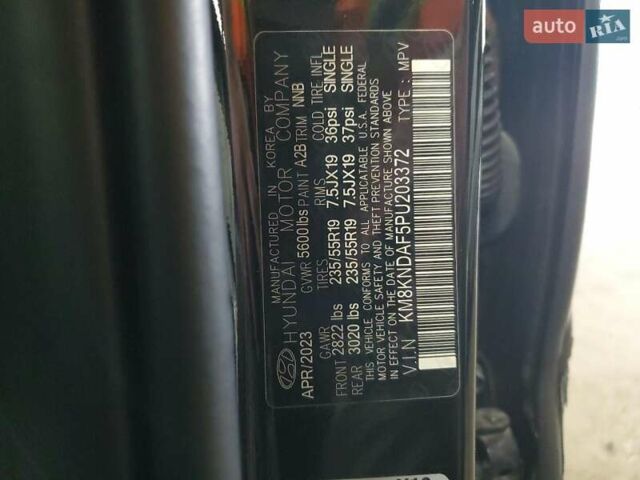 auto RIA
.com
MANUFACTURED IN KOREA BY
HYUNDAI MOTOR COMPANY
APR/2023 GVWR 5600lbs PAINT A2B TRIM NNB
GAWR TIRES RIMS COLD TIRE INFL
FRONT 2822 lbs 235/55R19 7.5JX19 36psi SINGLE
REAR 3020 lbs 235/55R19 7.5JX19 37psi SINGLE
THIS VEHICLE CONFORMS TO ALL APPLICABLE U.S.A. FEDERAL
MOTOR VEHICLE SAFETY AND THEFT PREVENTION STANDARDS
IN EFFECT ON THE DATE OF MANUFACTURE SHOWN ABOVE
V.I.N : KM8KNDAF5PU203372 TYPE : MPV